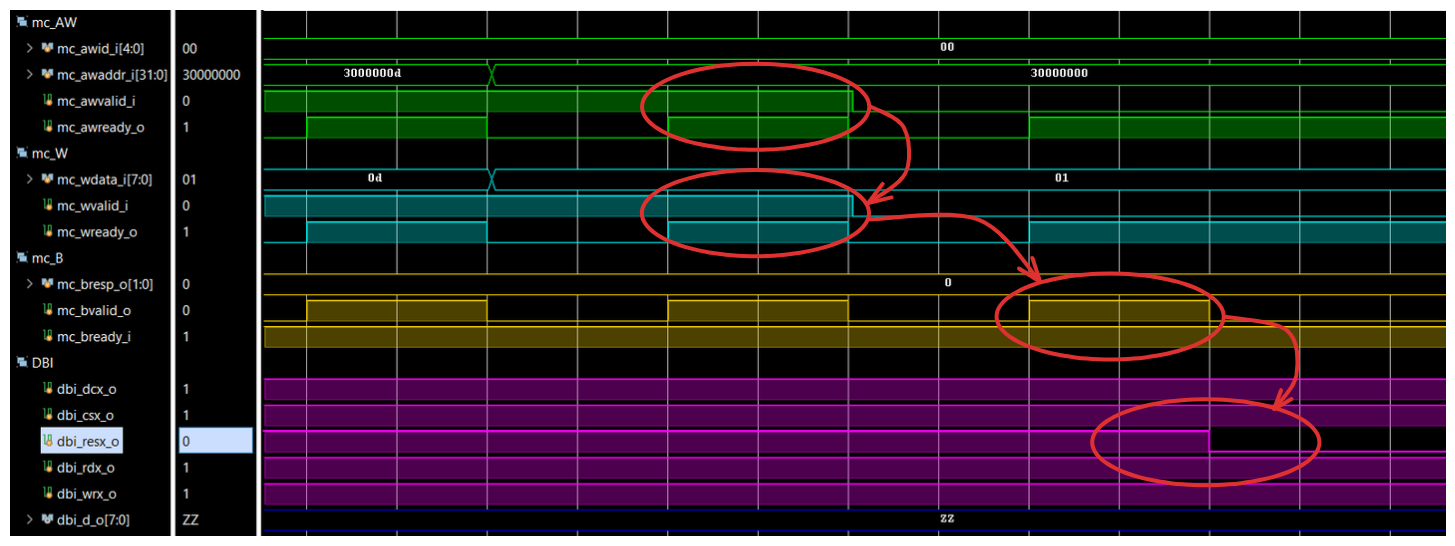 mc_AW
mc_awid_i[4:0] 00 00
mc_awaddr_i[31:0] 30000000 3000000d 30000000
mc_awvalid_i 0
mc_awready_o 1
mc_W
mc_wdata_i[7:0] 01 0d 01
mc_wvalid_i 0
mc_wready_o 1
mc_B
mc_bresp_o[1:0] 0 0
mc_bvalid_o 0
mc_bready_i 1
DBI
dbi_dcx_o 1
dbi_csx_o 1
dbi_resx_o 0
dbi_rdx_o 1
dbi_wrx_o 1
dbi_d_o[7:0] ZZ ZZ